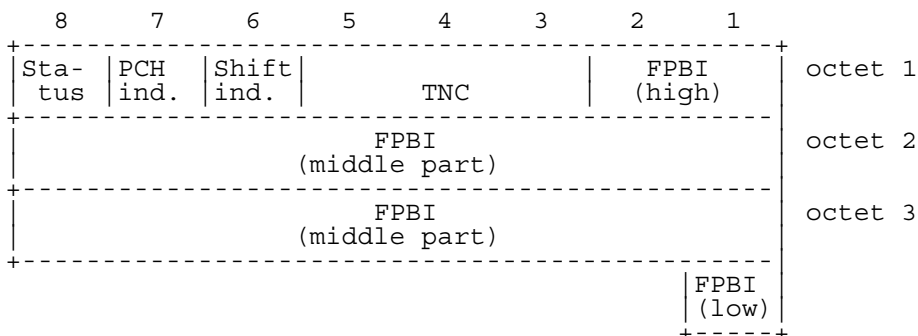 8 7 6 5 4 3 2 1
Sta- PCH Shift FPBI octet 1
tus ind. ind. TNC (high)
FPBI octet 2
(middle part)
FPBI octet 3
(middle part)
FPBI
(low)